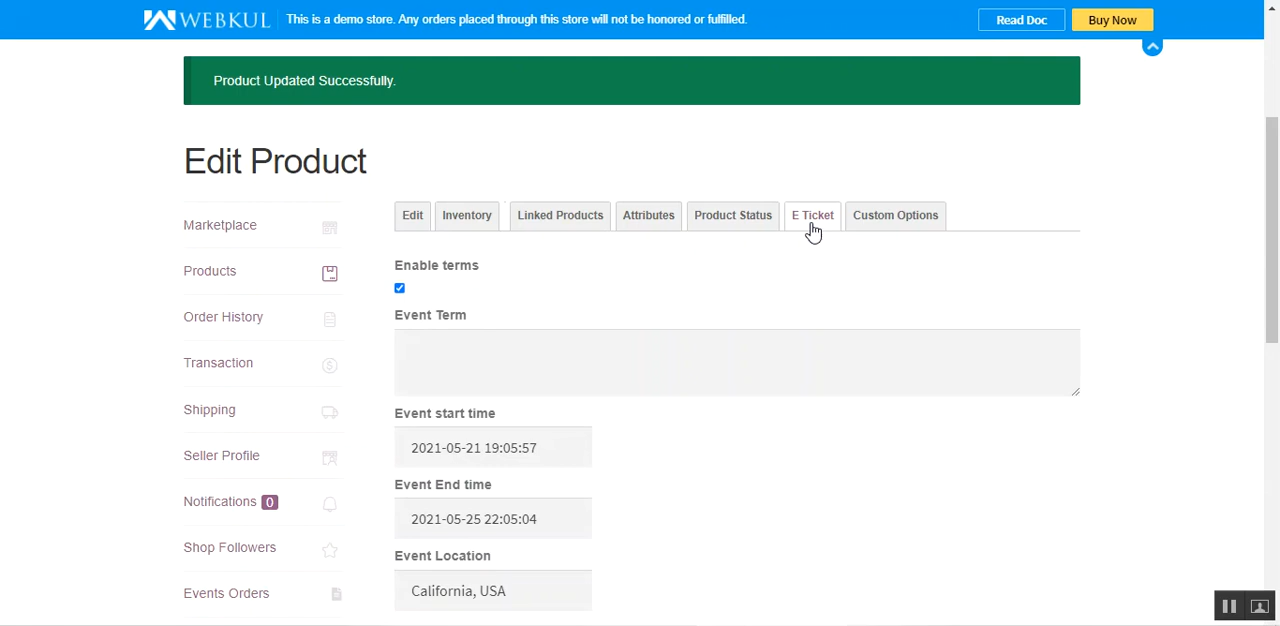 WEBKUL This is a demo store. Any orders placed through this store will not be honored or fulfilled. Read Doc Buy Now
Product Updated Successfully.
Edit Product
Marketplace
Products
Order History
Transaction
Shipping
Seller Profile
Notifications 0
Shop Followers
Events Orders
Edit Inventory Linked Products Attributes Product Status E Ticket Custom Options
Enable terms
Event Term
Event start time
2021-05-21 19:05:57
Event End time
2021-05-25 22:05:04
Event Location
California, USA